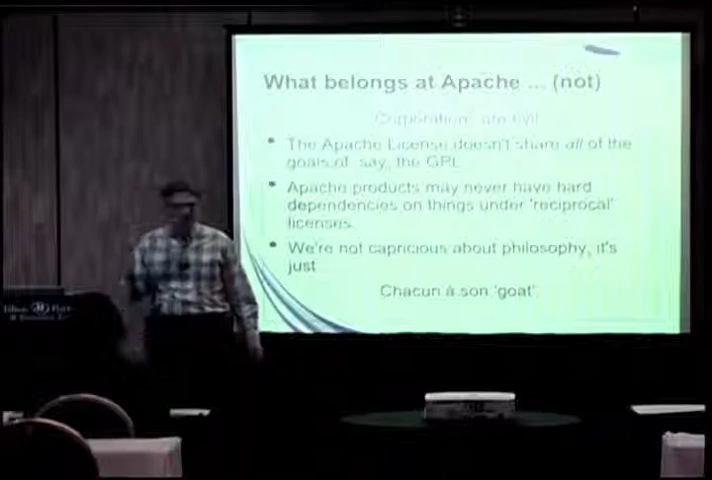 What belongs at Apache ... (not)
Corporations are evil
• The Apache License doesn't share all of the
goals of, say, the GPL
• Apache products may never have hard
dependencies on things under 'reciprocal'
licenses.
• We're not capricious about philosophy, it's
just
Chacun à son 'goat'
Hilton